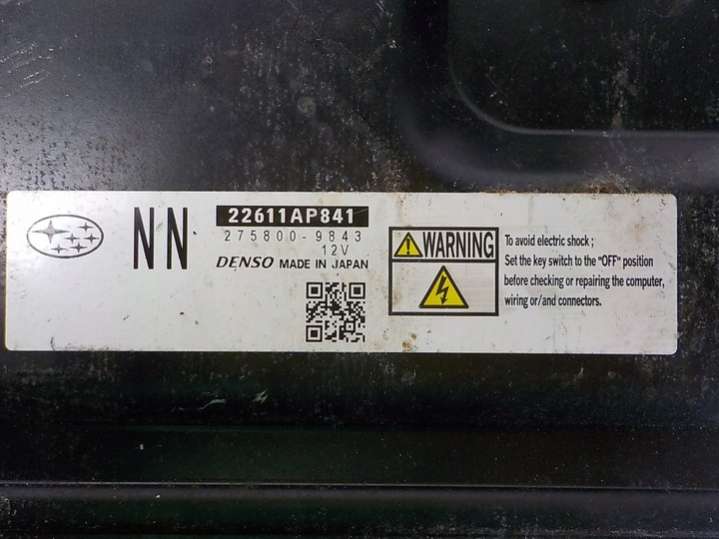 NN
22611AP841
275800-9843
12V
DENSO MADE IN JAPAN
WARNING
To avoid electric shock ;
Set the key switch to the "OFF" position
before checking or repairing the computer,
wiring or/and connectors.